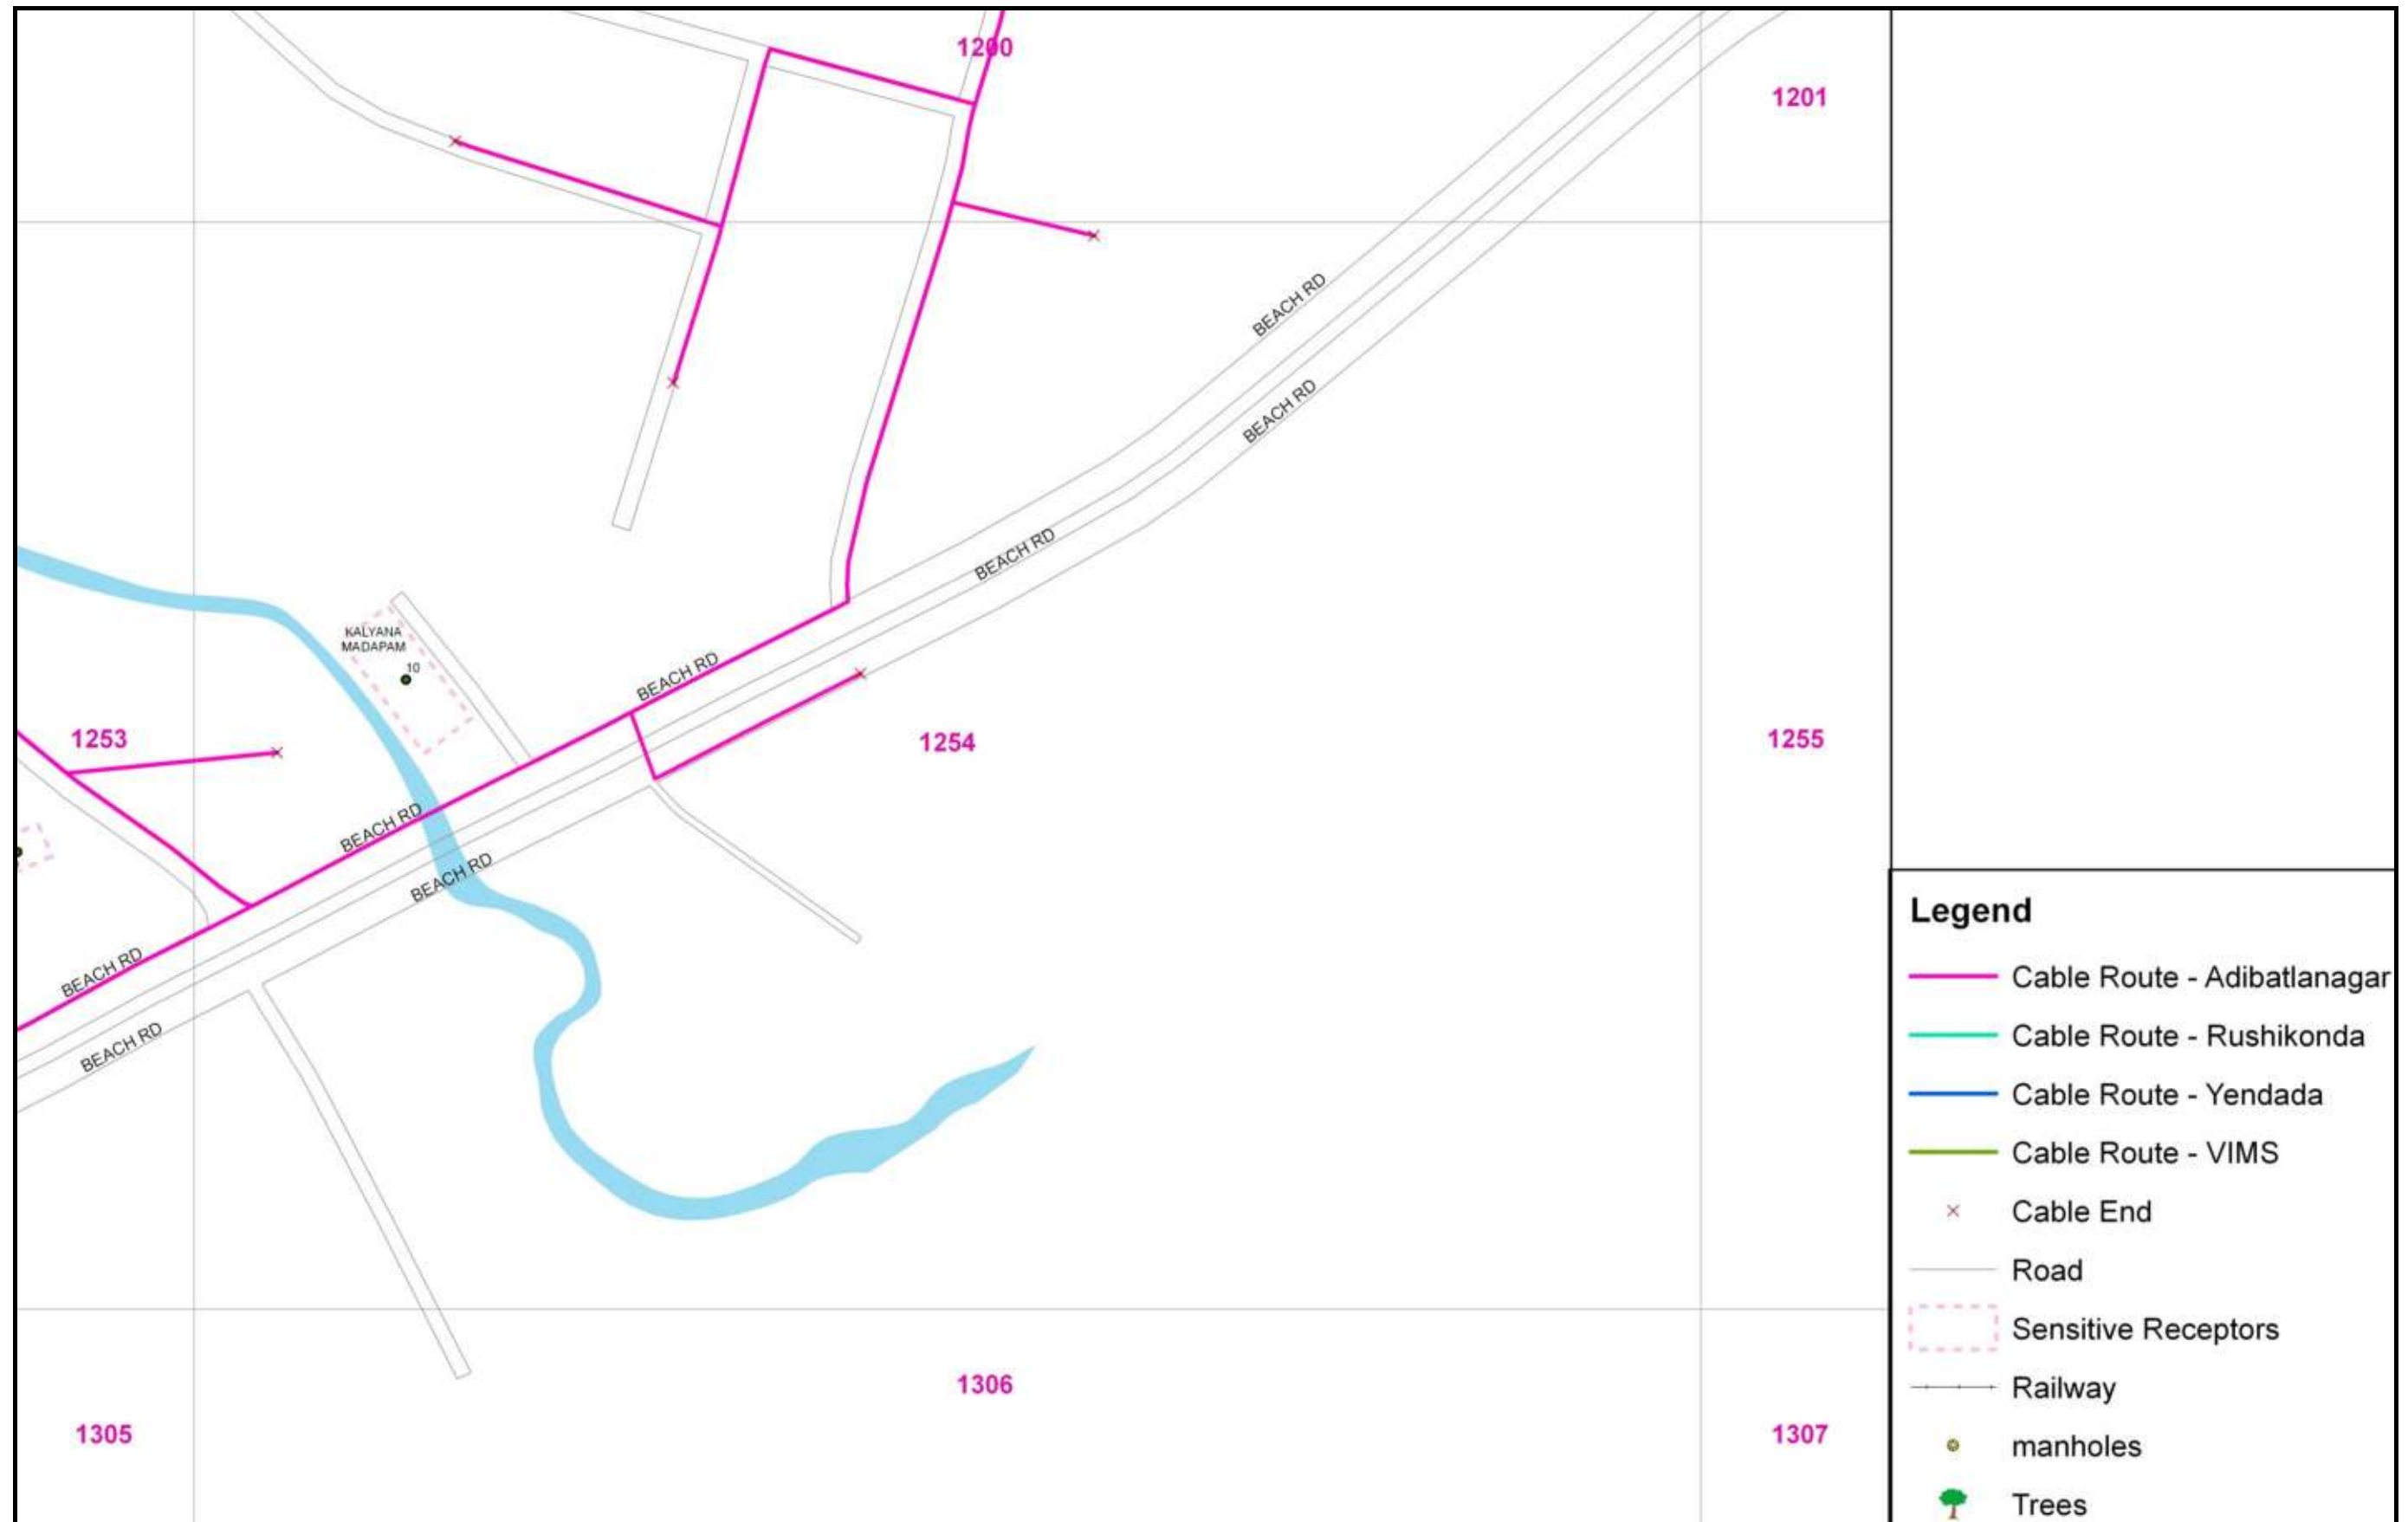 1200
1201
BEACH RD
BEACH RD
BEACH RD
KALYANA
MADAPAM
10
BEACH RD
1253
1254
1255
BEACH RD
BEACH RD
BEACH RD
BEACH RD
1306
1305
1307
Legend
Cable Route - Adibatlanagar
Cable Route - Rushikonda
Cable Route - Yendada
Cable Route - VIMS
Cable End
Road
Sensitive Receptors
Railway
manholes
Trees